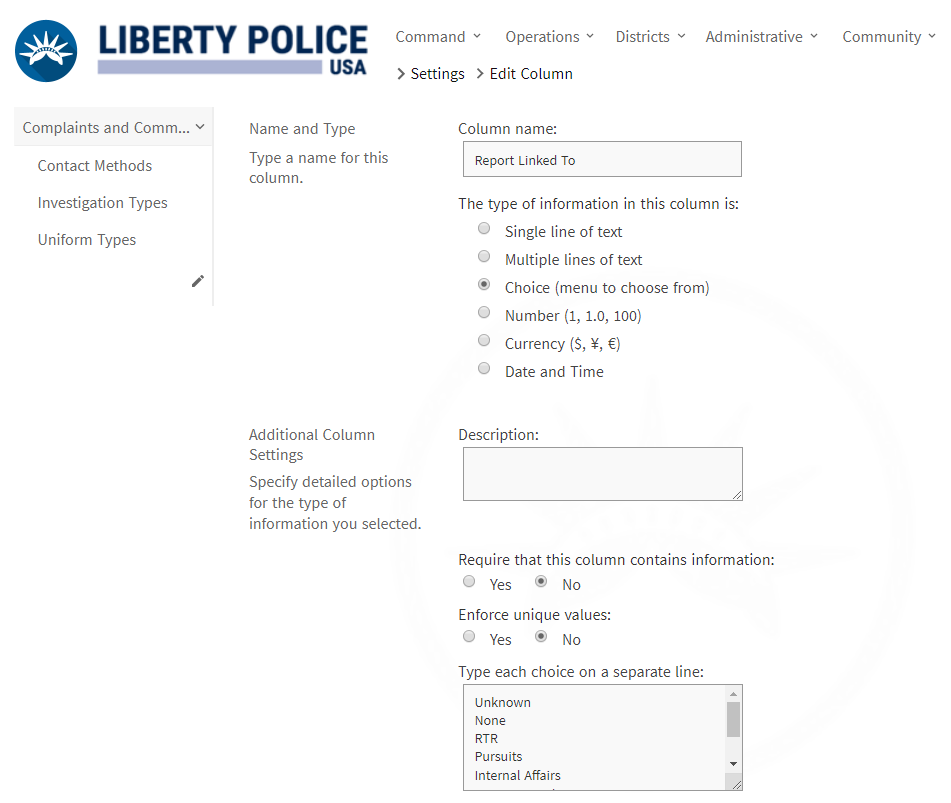 LIBERTY POLICE
USA
Command Operations Districts Administrative Community
Settings Edit Column
Complaints and Comm...
Contact Methods
Investigation Types
Uniform Types
Name and Type
Type a name for this
column.
Column name:
Report Linked To
The type of information in this column is:
Single line of text
Multiple lines of text
Choice (menu to choose from)
Number (1, 1.0, 100)
Currency ($, ¥, €)
Date and Time
Additional Column
Settings
Specify detailed options
for the type of
information you selected.
Description:
Require that this column contains information:
Yes No
Enforce unique values:
Yes No
Type each choice on a separate line:
Unknown
None
RTR
Pursuits
Internal Affairs